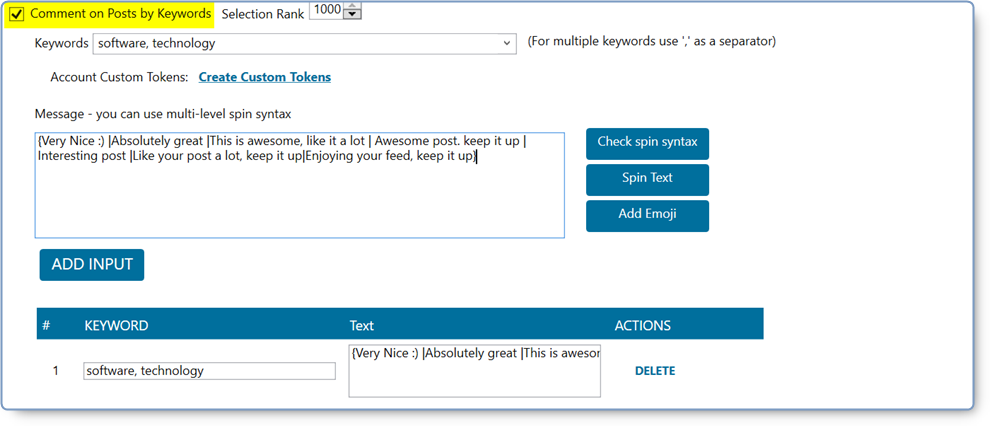 Comment on Posts by Keywords Selection Rank 1000
Keywords software, technology (For multiple keywords use ',' as a separator)
Account Custom Tokens: Create Custom Tokens
Message - you can use multi-level spin syntax
{Very Nice :) |Absolutely great |This is awesome, like it a lot | Awesome post. keep it up |
Interesting post |Like your post a lot, keep it up|Enjoying your feed, keep it up}
Check spin syntax
Spin Text
Add Emoji
ADD INPUT
# KEYWORD Text ACTIONS
{Very Nice :) |Absolutely great |This is aweson
1 software, technology DELETE